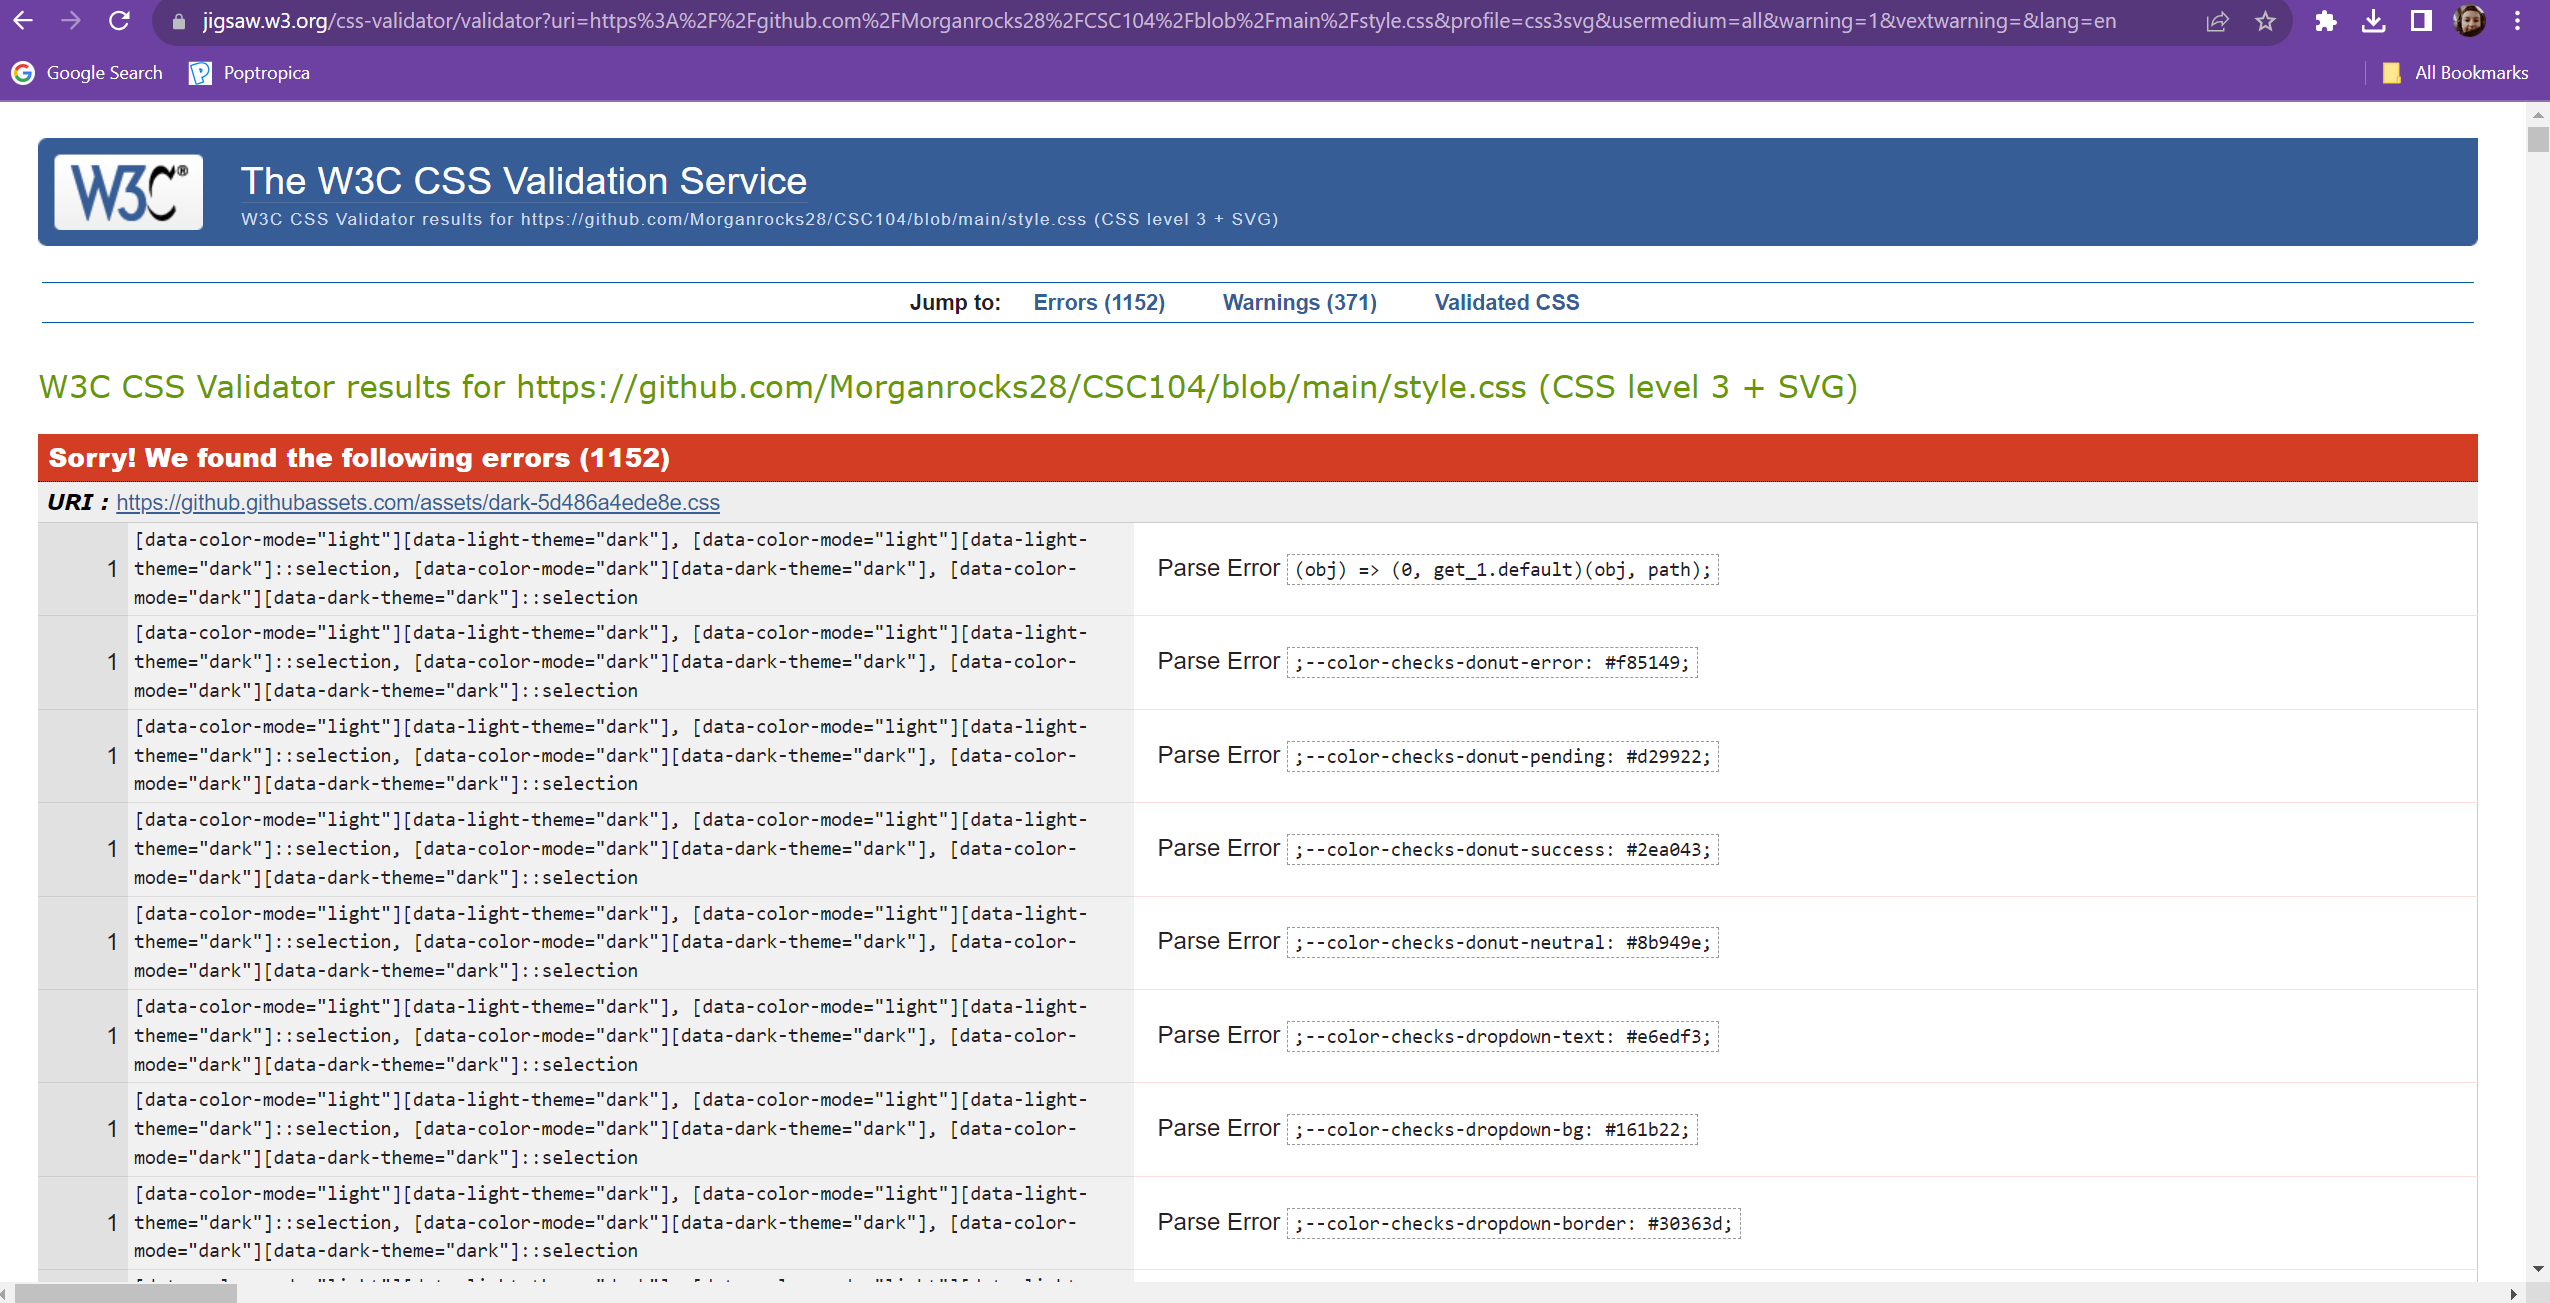 jigsaw.w3.org/css-validator/validator?uri=https%3A%2F%2Fgithub.com%2FMorganrocks28%2FCSC104%2Fblob%2Fmain%2Fstyle.css&profile=css3svg&usermedium=all&warning=1&vextwarning=&lang=en
Google Search Poptropica All Bookmarks
W3C® The W3C CSS Validation Service
W3C CSS Validator results for https://github.com/Morganrocks28/CSC104/blob/main/style.css (CSS level 3 + SVG)
Jump to: Errors (1152) Warnings (371) Validated CSS
W3C CSS Validator results for https://github.com/Morganrocks28/CSC104/blob/main/style.css (CSS level 3 + SVG)
Sorry! We found the following errors (1152)
URI : https://github.githubassets.com/assets/dark-5d486a4ede8e.css
[data-color-mode="light"][data-light-theme="dark"], [data-color-mode="light"][data-light-
1 theme="dark"]::selection, [data-color-mode="dark"][data-dark-theme="dark"], [data-color- Parse Error (obj) => (0, get_1.default)(obj, path);
mode="dark"][data-dark-theme="dark"]::selection
[data-color-mode="light"][data-light-theme="dark"], [data-color-mode="light"][data-light-
1 theme="dark"]::selection, [data-color-mode="dark"][data-dark-theme="dark"], [data-color- Parse Error ;--color-checks-donut-error: #f85149;
mode="dark"][data-dark-theme="dark"]::selection
[data-color-mode="light"][data-light-theme="dark"], [data-color-mode="light"][data-light-
1 theme="dark"]::selection, [data-color-mode="dark"][data-dark-theme="dark"], [data-color- Parse Error ;--color-checks-donut-pending: #d29922;
mode="dark"][data-dark-theme="dark"]::selection
[data-color-mode="light"][data-light-theme="dark"], [data-color-mode="light"][data-light-
1 theme="dark"]::selection, [data-color-mode="dark"][data-dark-theme="dark"], [data-color- Parse Error ;--color-checks-donut-success: #2ea043;
mode="dark"][data-dark-theme="dark"]::selection
[data-color-mode="light"][data-light-theme="dark"], [data-color-mode="light"][data-light-
1 theme="dark"]::selection, [data-color-mode="dark"][data-dark-theme="dark"], [data-color- Parse Error ;--color-checks-donut-neutral: #8b949e;
mode="dark"][data-dark-theme="dark"]::selection
[data-color-mode="light"][data-light-theme="dark"], [data-color-mode="light"][data-light-
1 theme="dark"]::selection, [data-color-mode="dark"][data-dark-theme="dark"], [data-color- Parse Error ;--color-checks-dropdown-text: #e6edf3;
mode="dark"][data-dark-theme="dark"]::selection
[data-color-mode="light"][data-light-theme="dark"], [data-color-mode="light"][data-light-
1 theme="dark"]::selection, [data-color-mode="dark"][data-dark-theme="dark"], [data-color- Parse Error ;--color-checks-dropdown-bg: #161b22;
mode="dark"][data-dark-theme="dark"]::selection
[data-color-mode="light"][data-light-theme="dark"], [data-color-mode="light"][data-light-
1 theme="dark"]::selection, [data-color-mode="dark"][data-dark-theme="dark"], [data-color- Parse Error ;--color-checks-dropdown-border: #30363d;
mode="dark"][data-dark-theme="dark"]::selection